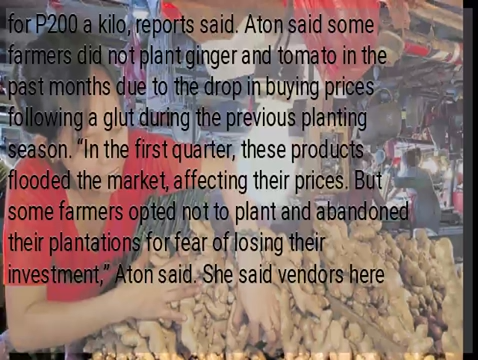 for P200 a kilo, reports said. Aton said some
farmers did not plant ginger and tomato in the
past months due to the drop in buying prices
following a glut during the previous planting
season. “In the first quarter, these products
flooded the market, affecting their prices. But
some farmers opted not to plant and abandoned
their plantations for fear of losing their
investment,” Aton said. She said vendors here